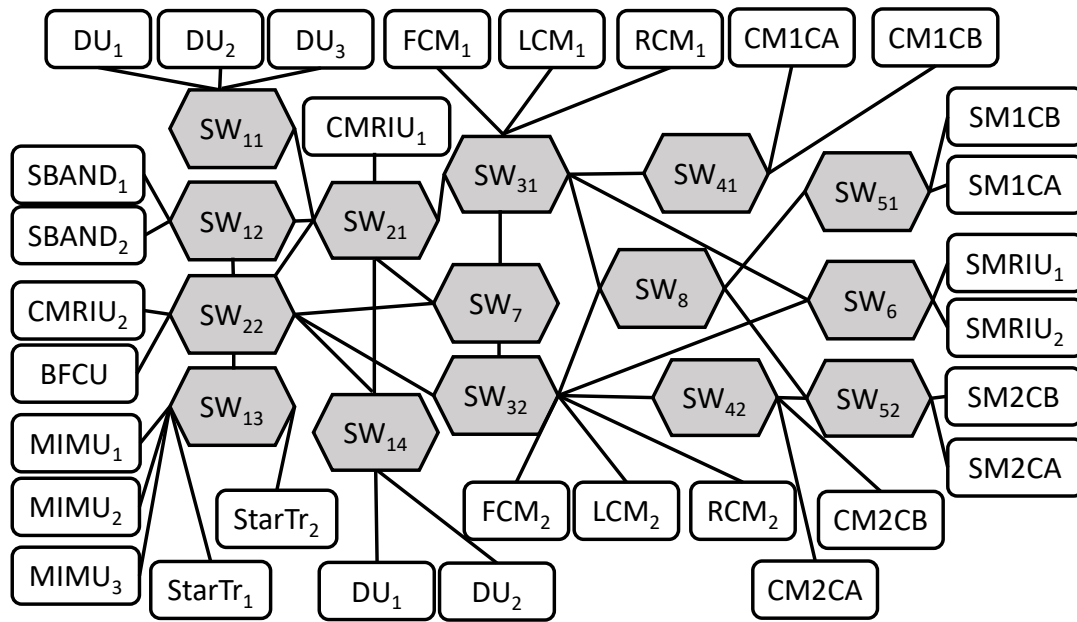 DU₁
DU₂
DU₃
FCM₁
LCM₁
RCM₁
CM1CA
CM1CB
SW₁₁
CMRIU₁
SM1CB
SBAND₁
SW₃₁
SW₄₁
SW₅₁
SM1CA
SBAND₂
SW₁₂
SW₂₁
SMRIU₁
CMRIU₂
SW₂₂
SW₇
SW₈
SW₆
SMRIU₂
BFCU
SW₁₃
SW₃₂
SW₄₂
SW₅₂
SM2CB
MIMU₁
SW₁₄
SM2CA
MIMU₂
StarTr₂
FCM₂
LCM₂
RCM₂
CM2CB
MIMU₃
StarTr₁
DU₁
DU₂
CM2CA